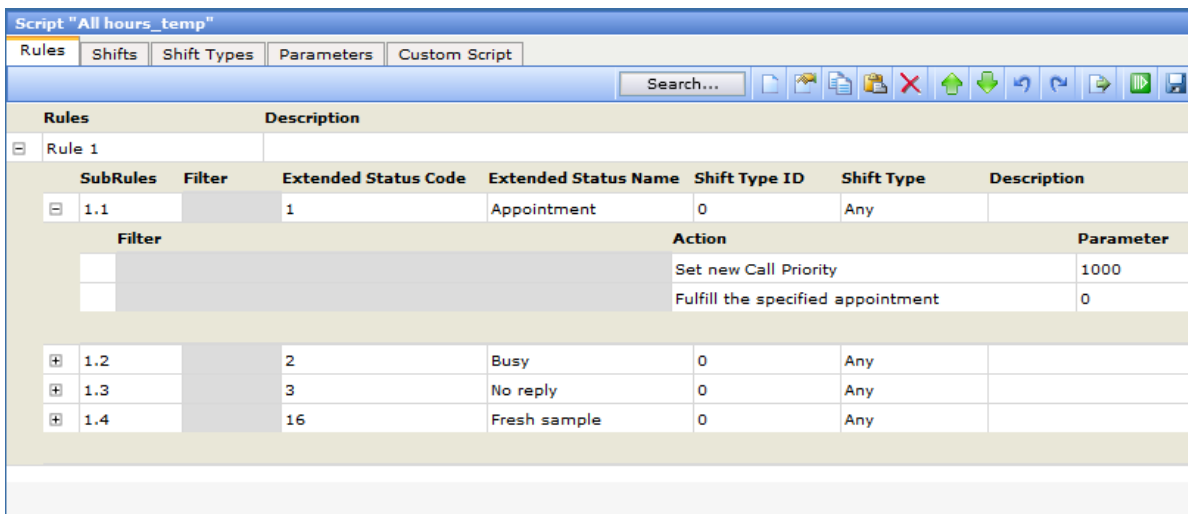 Script "All hours_temp"
Rules Shifts Shift Types Parameters Custom Script
Search...
Rules Description
Rule 1
SubRules Filter Extended Status Code Extended Status Name Shift Type ID Shift Type Description
1.1 1 Appointment 0 Any
Filter Action Parameter
Set new Call Priority 1000
Fulfill the specified appointment 0
1.2 2 Busy 0 Any
1.3 3 No reply 0 Any
1.4 16 Fresh sample 0 Any